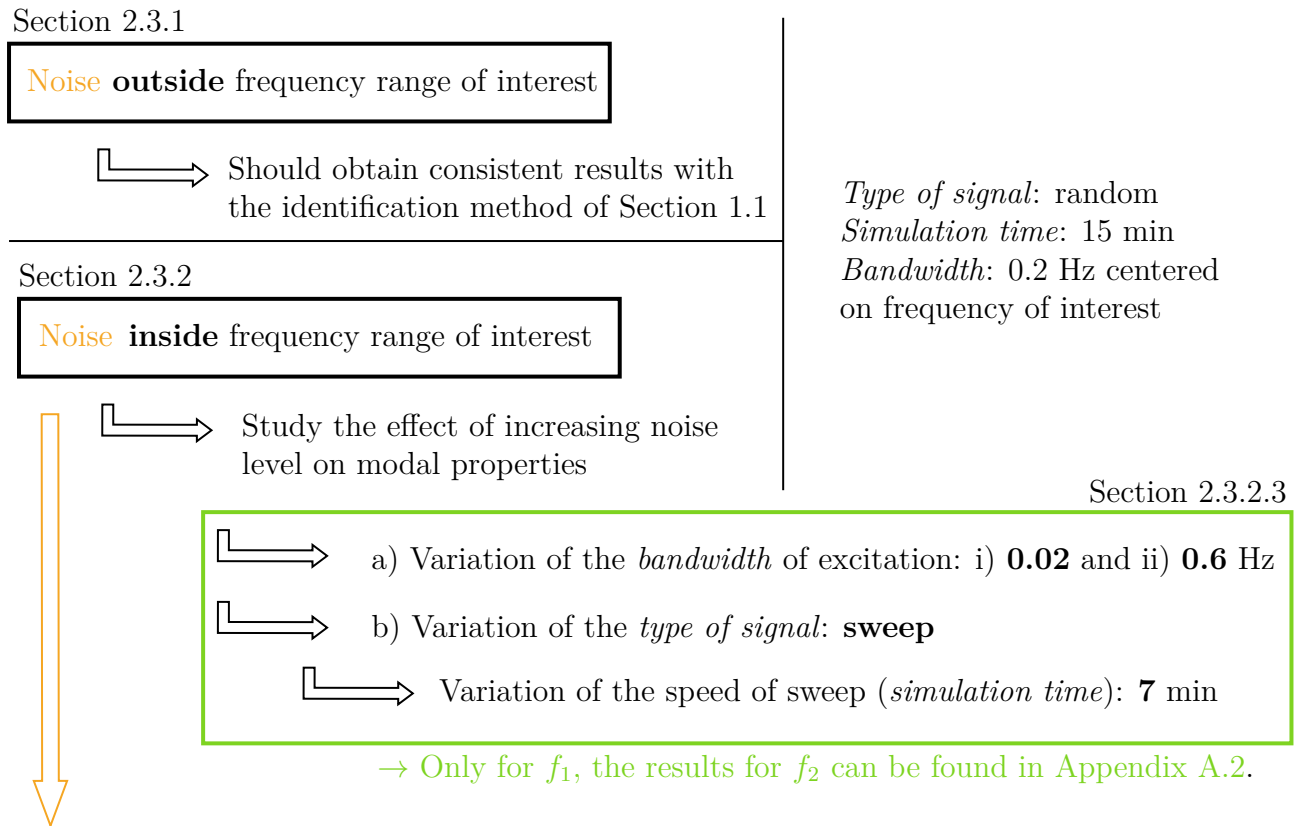 Section 2.3.1
Noise outside frequency range of interest
Should obtain consistent results with
the identification method of Section 1.1
Type of signal: random
Simulation time: 15 min
Bandwidth: 0.2 Hz centered
on frequency of interest
Section 2.3.2
Noise inside frequency range of interest
Study the effect of increasing noise
level on modal properties
Section 2.3.2.3
a) Variation of the bandwidth of excitation: i) 0.02 and ii) 0.6 Hz
b) Variation of the type of signal: sweep
Variation of the speed of sweep (simulation time): 7 min
→ Only for f₁, the results for f₂ can be found in Appendix A.2.